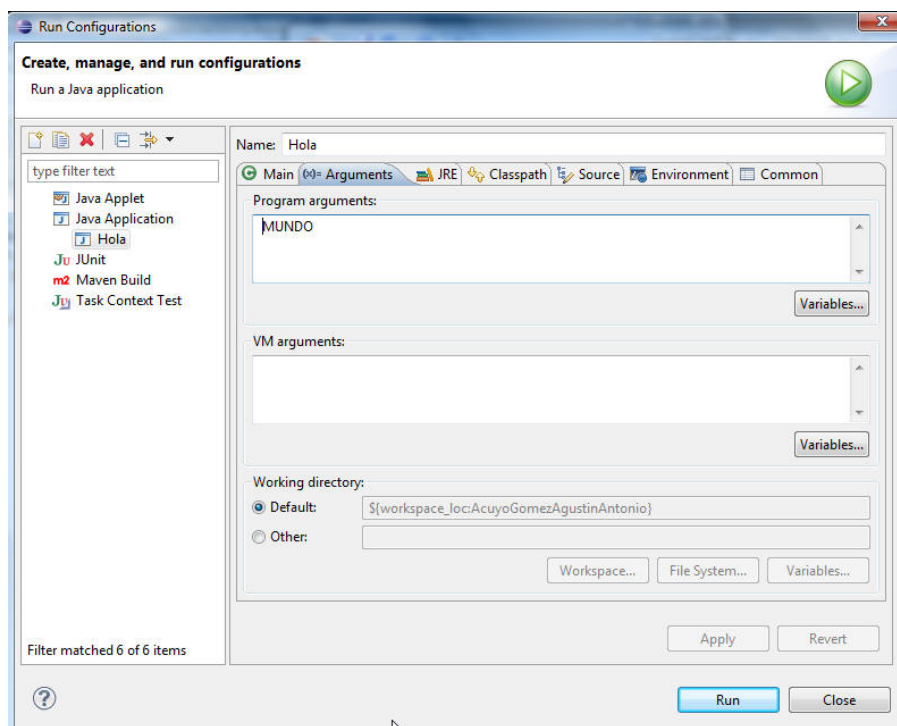 Run Configurations
Create, manage, and run configurations
Run a Java application
type filter text
Java Applet
Java Application
Hola
JUnit
Maven Build
Task Context Test
Filter matched 6 of 6 items
Name: Hola
Main (x)= Arguments JRE Classpath Source Environment Common
Program arguments:
MUNDO
Variables...
VM arguments:
Variables...
Working directory:
Default: ${workspace_loc:AcuyoGomezAgustinAntonio}
Other:
Workspace... File System... Variables...
Apply Revert
Run Close